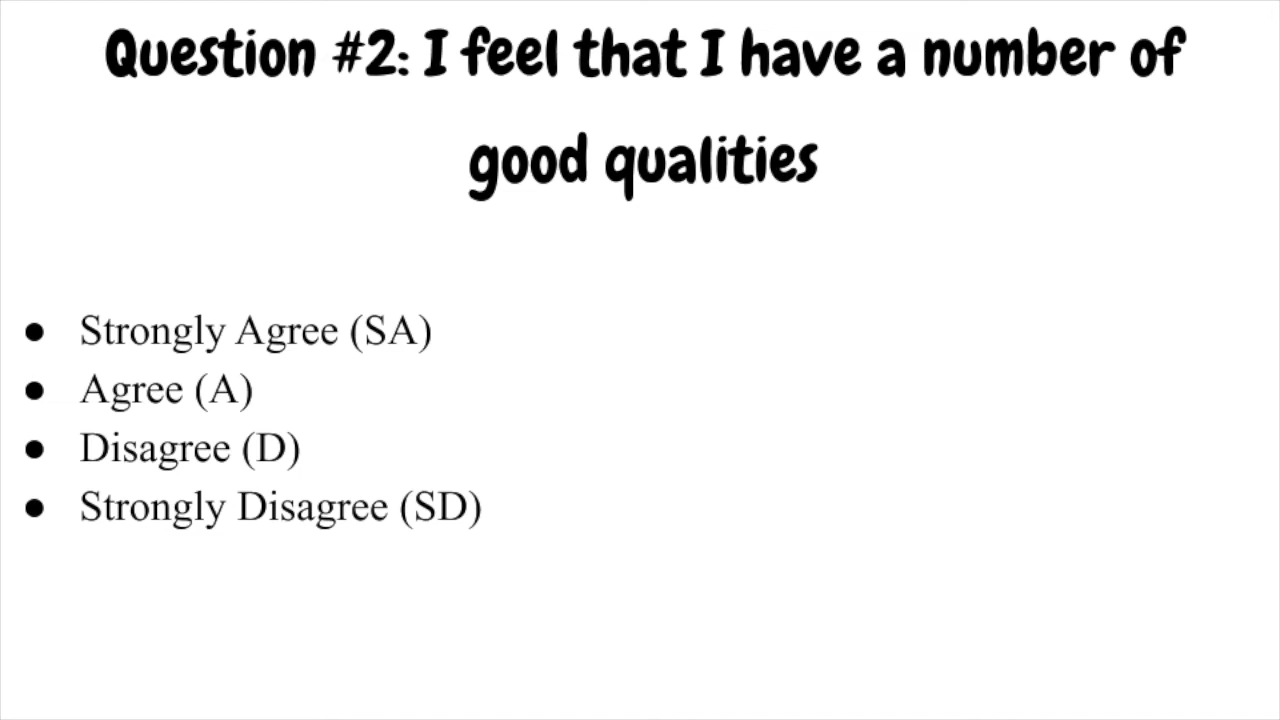 Question #2: I feel that I have a number of
good qualities
● Strongly Agree (SA)
● Agree (A)
● Disagree (D)
● Strongly Disagree (SD)